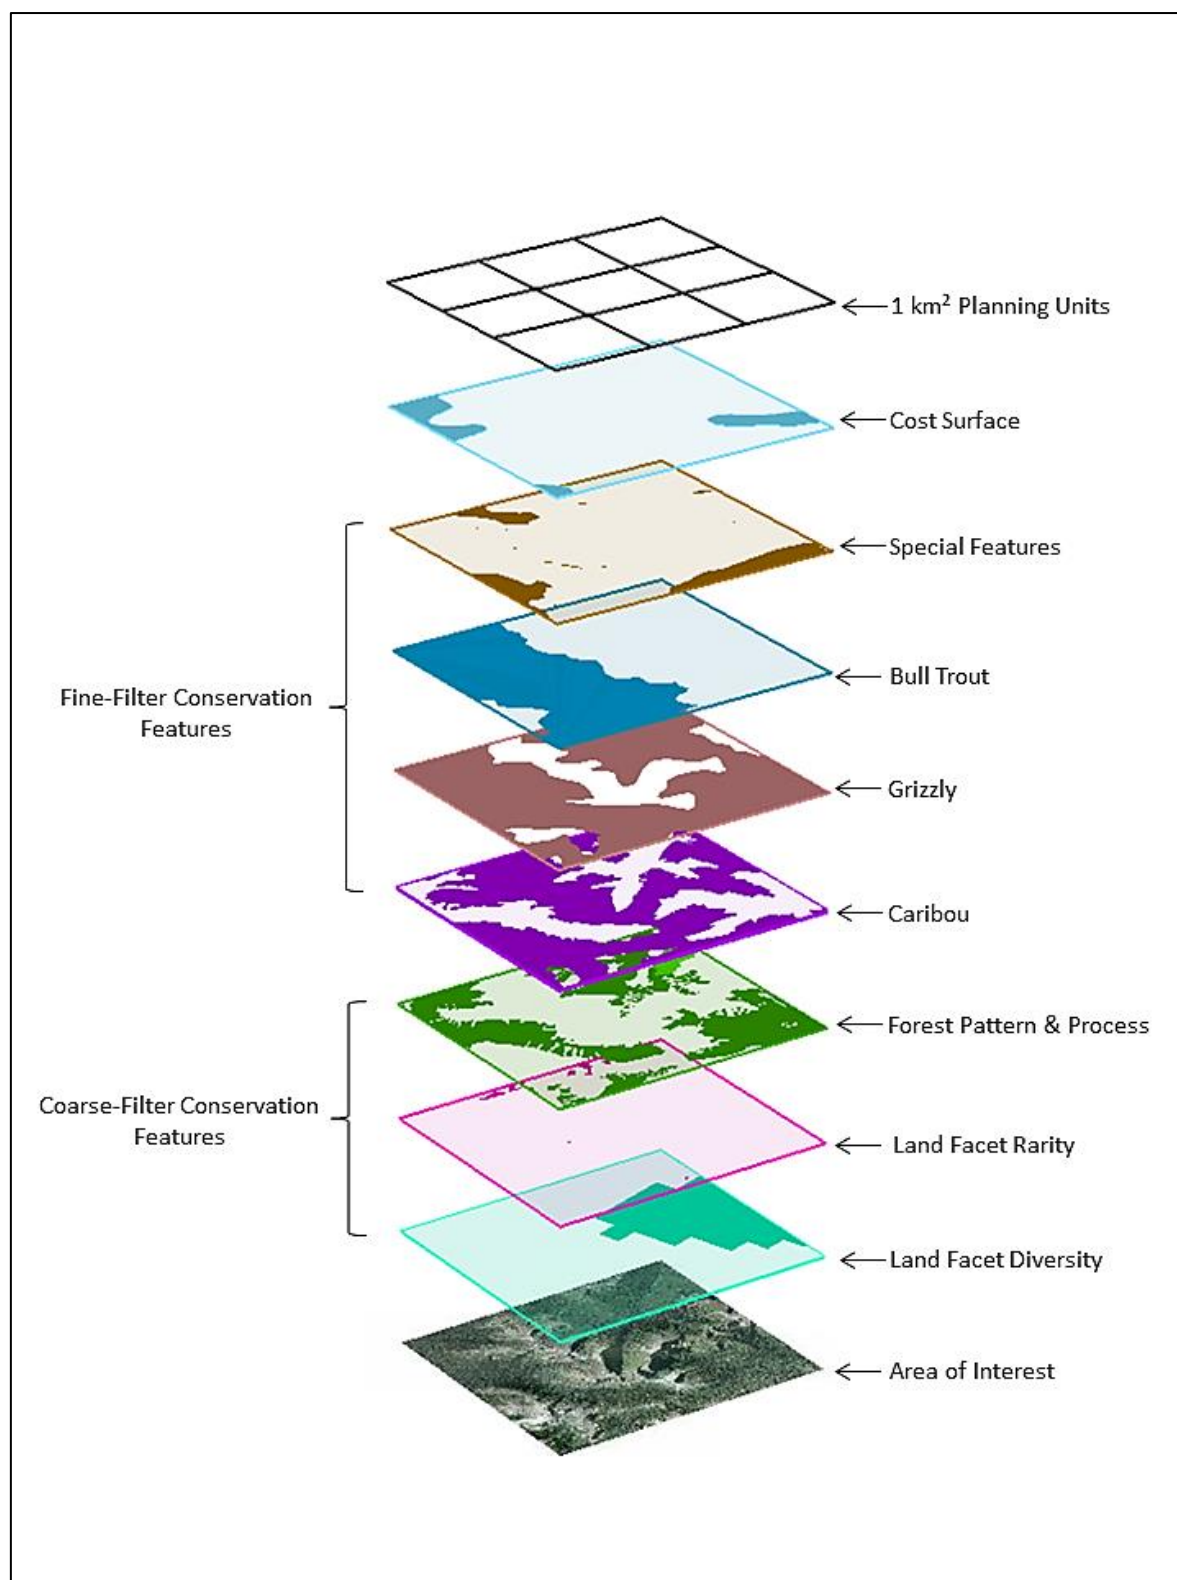 1 km² Planning Units
Cost Surface
Special Features
Bull Trout
Fine-Filter Conservation
Features
Grizzly
Caribou
Forest Pattern & Process
Coarse-Filter Conservation
Features
Land Facet Rarity
Land Facet Diversity
Area of Interest